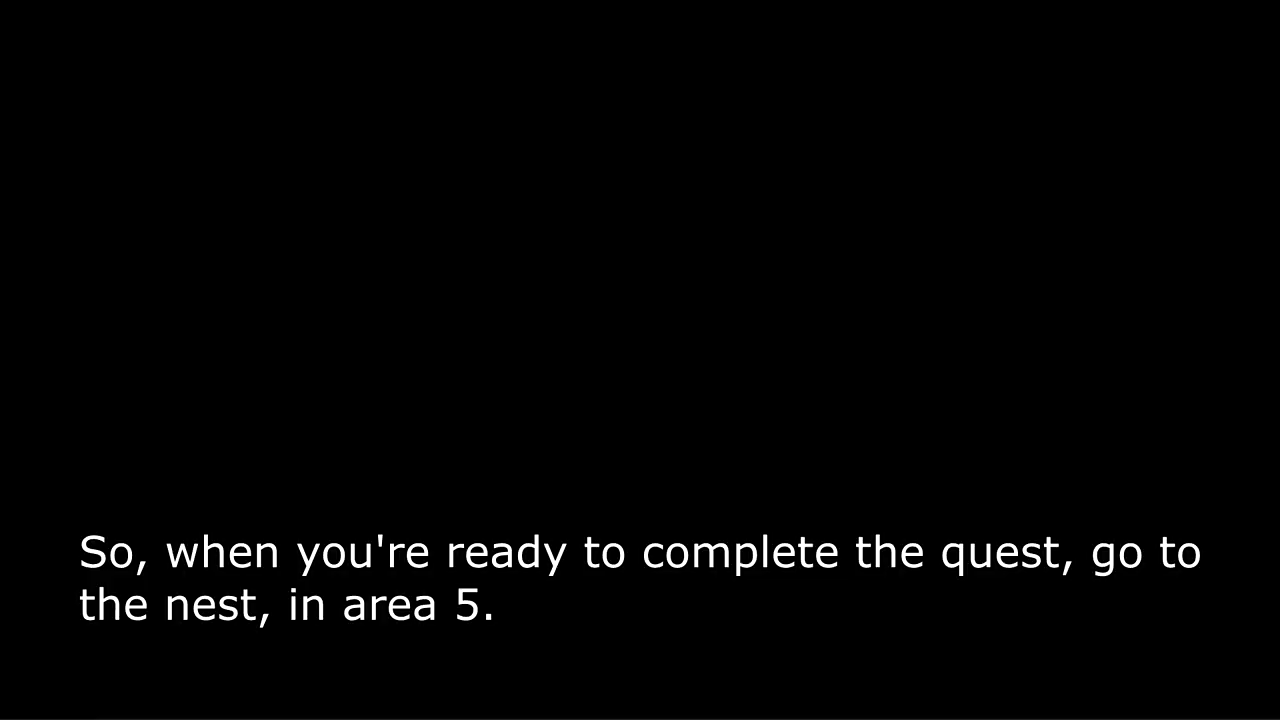 So, when you're ready to complete the quest, go to
the nest, in area 5.